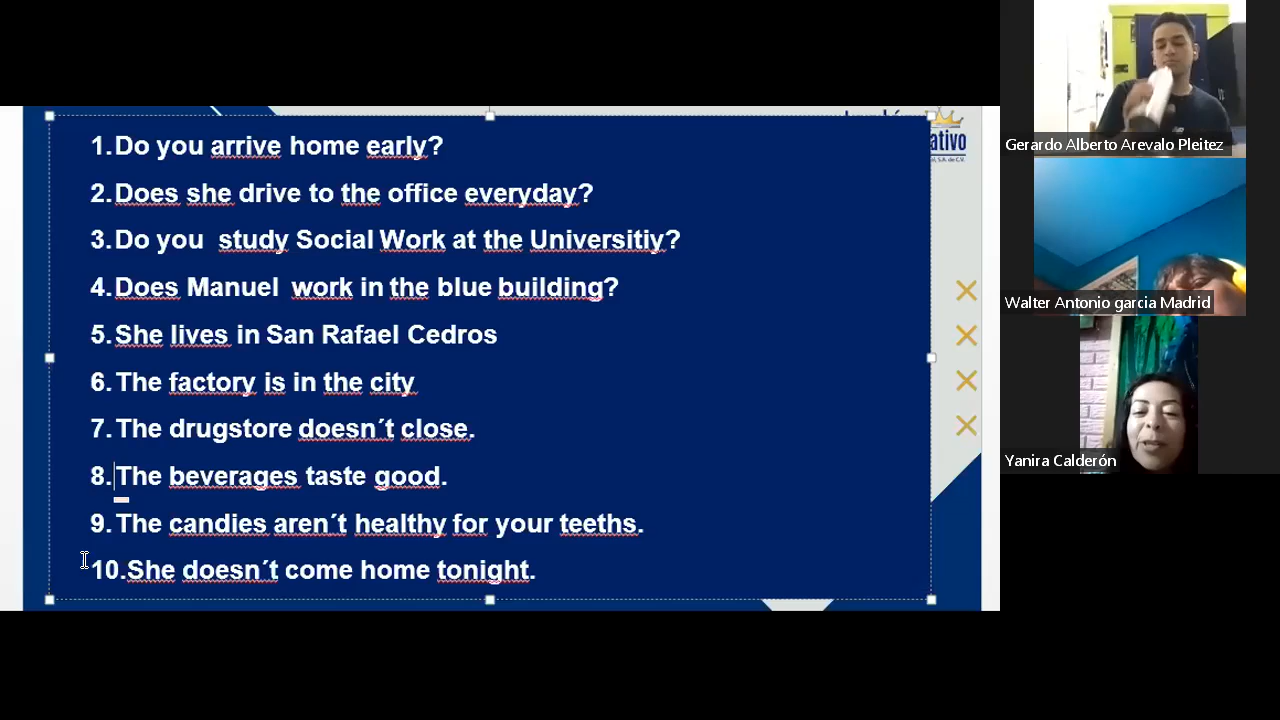 1. Do you arrive home early?
2. Does she drive to the office everyday?
3. Do you study Social Work at the Universitiy?
4. Does Manuel work in the blue building?
5. She lives in San Rafael Cedros
6. The factory is in the city
7. The drugstore doesn´t close.
8. The beverages taste good.
9. The candies aren´t healthy for your teeths.
10. She doesn´t come home tonight.
Gerardo Alberto Arevalo Pleitez
Walter Antonio garcia Madrid
Yanira Calderón